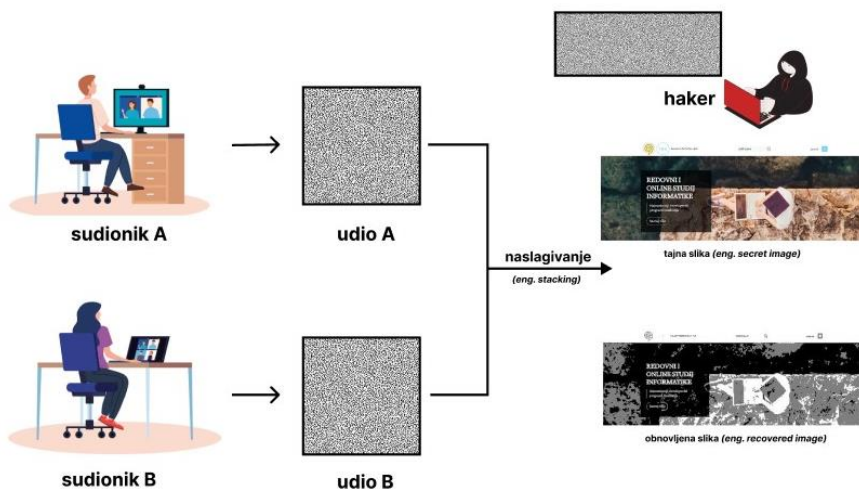 haker
REDOVNI I
ONLINE STUDIJ
INFORMATIKE
sudionik A
udio A
naslagivanje
(eng. stacking)
tajna slika (eng. secret image)
REDOVNI I
ONLINE STUDIJ
INFORMATIKE
obnovljena slika (eng. recovered image)
sudionik B
udio B